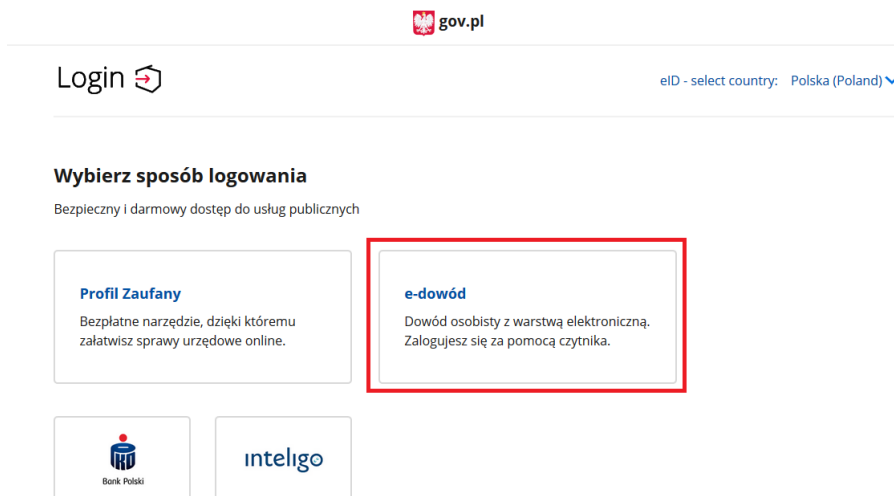 gov.pl
Login
eID - select country: Polska (Poland)
Wybierz sposób logowania
Bezpieczny i darmowy dostęp do usług publicznych
Profil Zaufany
Bezpłatne narzędzie, dzięki któremu
załatwisz sprawy urzędowe online.
e-dowód
Dowód osobisty z warstwą elektroniczną.
Zalogujesz się za pomocą czytnika.
Bank Polski
inteligo